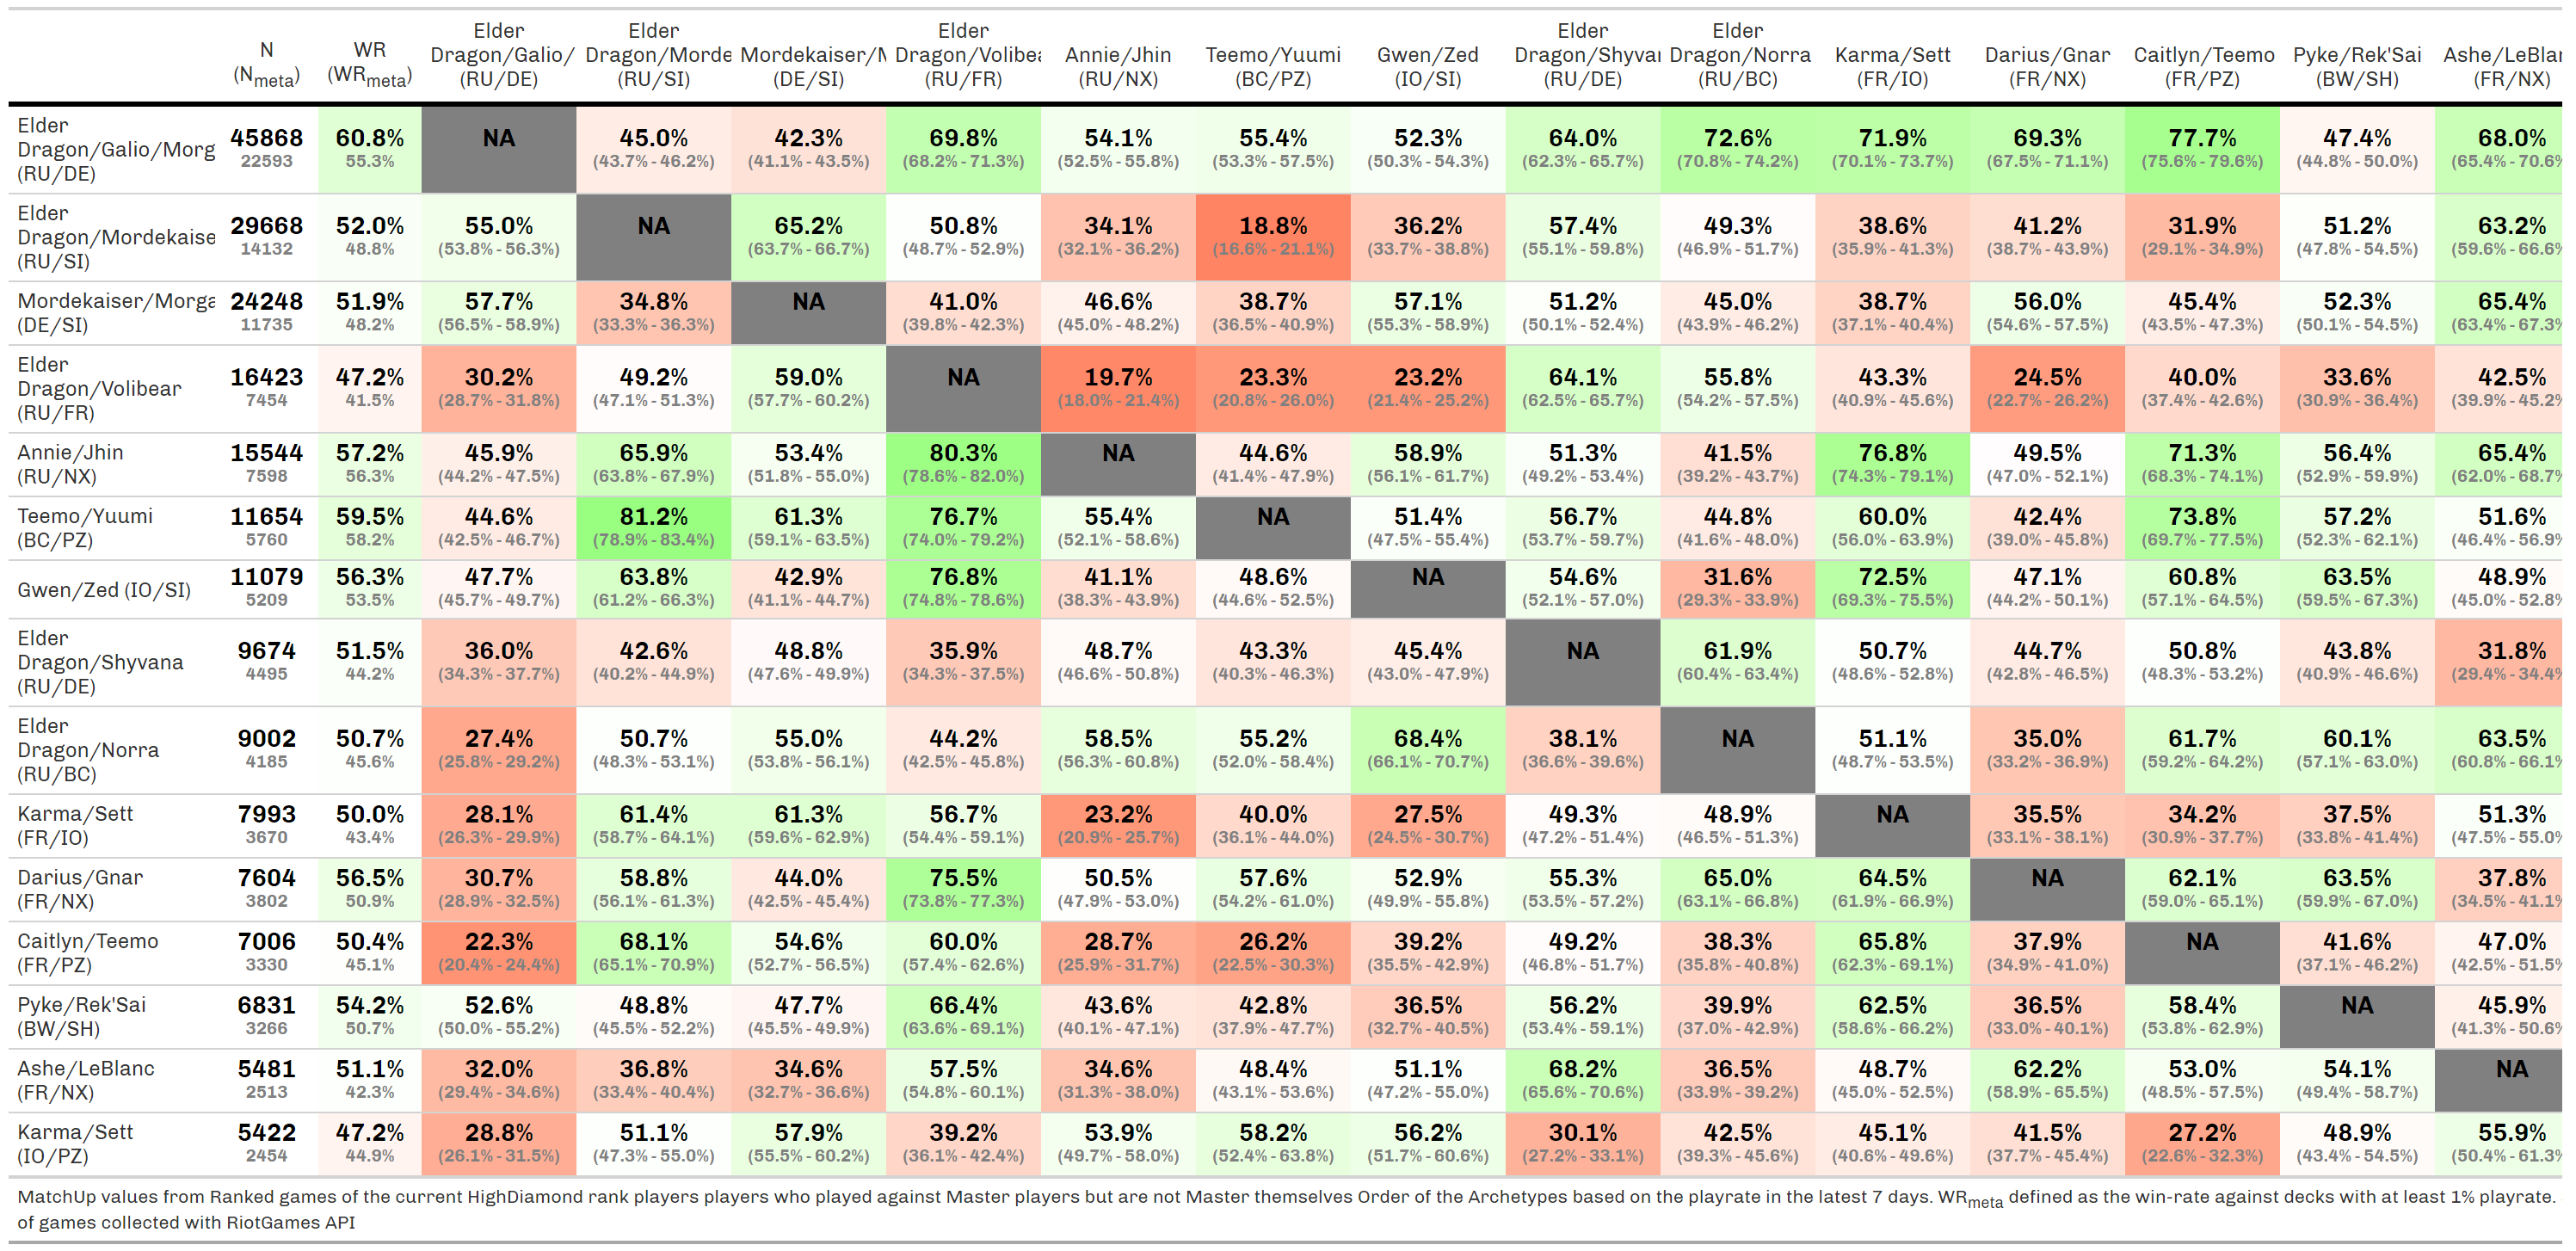 Elder Elder Elder Elder Elder
N WR Dragon/Galio/ Dragon/Morde Mordekaiser/M Dragon/Volibea Annie/Jhin Teemo/Yuumi Gwen/Zed Dragon/Shyvar Dragon/Norra Karma/Sett Darius/Gnar Caitlyn/Teemo Pyke/Rek'Sai Ashe/LeBlar
(Nmeta) (WRmeta) (RU/DE) (RU/SI) (DE/SI) (RU/FR) (RU/NX) (BC/PZ) (IO/SI) (RU/DE) (RU/BC) (FR/IO) (FR/NX) (FR/PZ) (BW/SH) (FR/NX)
Elder
Dragon/Galio/Morg
(RU/DE)
45868 60.8% NA 45.0% 42.3% 69.8% 54.1% 55.4% 52.3% 64.0% 72.6% 71.9% 69.3% 77.7% 47.4% 68.0%
22593 55.3% (43.7% - 46.2%) (41.1% - 43.5%) (68.2% - 71.3%) (52.5% - 55.8%) (53.3% - 57.5%) (50.3% - 54.3%) (62.3% - 65.7%) (70.8% - 74.2%) (70.1% - 73.7%) (67.5% - 71.1%) (75.6% - 79.6%) (44.8% - 50.0%) (65.4% - 70.6%
Elder
Dragon/Mordekaise
(RU/SI)
29668 52.0% 55.0% NA 65.2% 50.8% 34.1% 18.8% 36.2% 57.4% 49.3% 38.6% 41.2% 31.9% 51.2% 63.2%
14132 48.8% (53.8% - 56.3%) (63.7% - 66.7%) (48.7% - 52.9%) (32.1% - 36.2%) (16.6% - 21.1%) (33.7% - 38.8%) (55.1% - 59.8%) (46.9% - 51.7%) (35.9% - 41.3%) (38.7% - 43.9%) (29.1% - 34.9%) (47.8% - 54.5%) (59.6% - 66.6%
Mordekaiser/Morga
(DE/SI)
24248 51.9% 57.7% 34.8% NA 41.0% 46.6% 38.7% 57.1% 51.2% 45.0% 38.7% 56.0% 45.4% 52.3% 65.4%
11735 48.2% (56.5% - 58.9%) (33.3% - 36.3%) (39.8% - 42.3%) (45.0% - 48.2%) (36.5% - 40.9%) (55.3% - 58.9%) (50.1% - 52.4%) (43.9% - 46.2%) (37.1% - 40.4%) (54.6% - 57.5%) (43.5% - 47.3%) (50.1% - 54.5%) (63.4% - 67.3%
Elder
Dragon/Volibear
(RU/FR)
16423 47.2% 30.2% 49.2% 59.0% NA 19.7% 23.3% 23.2% 64.1% 55.8% 43.3% 24.5% 40.0% 33.6% 42.5%
7454 41.5% (28.7% - 31.8%) (47.1% - 51.3%) (57.7% - 60.2%) (18.0% - 21.4%) (20.8% - 26.0%) (21.4% - 25.2%) (62.5% - 65.7%) (54.2% - 57.5%) (40.9% - 45.6%) (22.7% - 26.2%) (37.4% - 42.6%) (30.9% - 36.4%) (39.9% - 45.2%
Annie/Jhin
(RU/NX)
15544 57.2% 45.9% 65.9% 53.4% 80.3% NA 44.6% 58.9% 51.3% 41.5% 76.8% 49.5% 71.3% 56.4% 65.4%
7598 56.3% (44.2% - 47.5%) (63.8% - 67.9%) (51.8% - 55.0%) (78.6% - 82.0%) (41.4% - 47.9%) (56.1% - 61.7%) (49.2% - 53.4%) (39.2% - 43.7%) (74.3% - 79.1%) (47.0% - 52.1%) (68.3% - 74.1%) (52.9% - 59.9%) (62.0% - 68.7%
Teemo/Yuumi
(BC/PZ)
11654 59.5% 44.6% 81.2% 61.3% 76.7% 55.4% NA 51.4% 56.7% 44.8% 60.0% 42.4% 73.8% 57.2% 51.6%
5760 58.2% (42.5% - 46.7%) (78.9% - 83.4%) (59.1% - 63.5%) (74.0% - 79.2%) (52.1% - 58.6%) (47.5% - 55.4%) (53.7% - 59.7%) (41.6% - 48.0%) (56.0% - 63.9%) (39.0% - 45.8%) (69.7% - 77.5%) (52.3% - 62.1%) (46.4% - 56.9%
Gwen/Zed (IO/SI)
11079 56.3% 47.7% 63.8% 42.9% 76.8% 41.1% 48.6% NA 54.6% 31.6% 72.5% 47.1% 60.8% 63.5% 48.9%
5209 53.5% (45.7% - 49.7%) (61.2% - 66.3%) (41.1% - 44.7%) (74.8% - 78.6%) (38.3% - 43.9%) (44.6% - 52.5%) (52.1% - 57.0%) (29.3% - 33.9%) (69.3% - 75.5%) (44.2% - 50.1%) (57.1% - 64.5%) (59.5% - 67.3%) (45.0% - 52.8%
Elder
Dragon/Shyvana
(RU/DE)
9674 51.5% 36.0% 42.6% 48.8% 35.9% 48.7% 43.3% 45.4% NA 61.9% 50.7% 44.7% 50.8% 43.8% 31.8%
4495 44.2% (34.3% - 37.7%) (40.2% - 44.9%) (47.6% - 49.9%) (34.3% - 37.5%) (46.6% - 50.8%) (40.3% - 46.3%) (43.0% - 47.9%) (60.4% - 63.4%) (48.6% - 52.8%) (42.8% - 46.5%) (48.3% - 53.2%) (40.9% - 46.6%) (29.4% - 34.4%
Elder
Dragon/Norra
(RU/BC)
9002 50.7% 27.4% 50.7% 55.0% 44.2% 58.5% 55.2% 68.4% 38.1% NA 51.1% 35.0% 61.7% 60.1% 63.5%
4185 45.6% (25.8% - 29.2%) (48.3% - 53.1%) (53.8% - 56.1%) (42.5% - 45.8%) (56.3% - 60.8%) (52.0% - 58.4%) (66.1% - 70.7%) (36.6% - 39.6%) (48.7% - 53.5%) (33.2% - 36.9%) (59.2% - 64.2%) (57.1% - 63.0%) (60.8% - 66.1%
Karma/Sett
(FR/IO)
7993 50.0% 28.1% 61.4% 61.3% 56.7% 23.2% 40.0% 27.5% 49.3% 48.9% NA 35.5% 34.2% 37.5% 51.3%
3670 43.4% (26.3% - 29.9%) (58.7% - 64.1%) (59.6% - 62.9%) (54.4% - 59.1%) (20.9% - 25.7%) (36.1% - 44.0%) (24.5% - 30.7%) (47.2% - 51.4%) (46.5% - 51.3%) (33.1% - 38.1%) (30.9% - 37.7%) (33.8% - 41.4%) (47.5% - 55.0%
Darius/Gnar
(FR/NX)
7604 56.5% 30.7% 58.8% 44.0% 75.5% 50.5% 57.6% 52.9% 55.3% 65.0% 64.5% NA 62.1% 63.5% 37.8%
3802 50.9% (28.9% - 32.5%) (56.1% - 61.3%) (42.5% - 45.4%) (73.8% - 77.3%) (47.9% - 53.0%) (54.2% - 61.0%) (49.9% - 55.8%) (53.5% - 57.2%) (63.1% - 66.8%) (61.9% - 66.9%) (59.0% - 65.1%) (59.9% - 67.0%) (34.5% - 41.1%
Caitlyn/Teemo
(FR/PZ)
7006 50.4% 22.3% 68.1% 54.6% 60.0% 28.7% 26.2% 39.2% 49.2% 38.3% 65.8% 37.9% NA 41.6% 47.0%
3330 45.1% (20.4% - 24.4%) (65.1% - 70.9%) (52.7% - 56.5%) (57.4% - 62.6%) (25.9% - 31.7%) (22.5% - 30.3%) (35.5% - 42.9%) (46.8% - 51.7%) (35.8% - 40.8%) (62.3% - 69.1%) (34.9% - 41.0%) (37.1% - 46.2%) (42.5% - 51.5%
Pyke/Rek'Sai
(BW/SH)
6831 54.2% 52.6% 48.8% 47.7% 66.4% 43.6% 42.8% 36.5% 56.2% 39.9% 62.5% 36.5% 58.4% NA 45.9%
3266 50.7% (50.0% - 55.2%) (45.5% - 52.2%) (45.5% - 49.9%) (63.6% - 69.1%) (40.1% - 47.1%) (37.9% - 47.7%) (32.7% - 40.5%) (53.4% - 59.1%) (37.0% - 42.9%) (58.6% - 66.2%) (33.0% - 40.1%) (53.8% - 62.9%) (41.3% - 50.6%
Ashe/LeBlanc
(FR/NX)
5481 51.1% 32.0% 36.8% 34.6% 57.5% 34.6% 48.4% 51.1% 68.2% 36.5% 48.7% 62.2% 53.0% 54.1% NA
2513 42.3% (29.4% - 34.6%) (33.4% - 40.4%) (32.7% - 36.6%) (54.8% - 60.1%) (31.3% - 38.0%) (43.1% - 53.6%) (47.2% - 55.0%) (65.6% - 70.6%) (33.9% - 39.2%) (45.0% - 52.5%) (58.9% - 65.5%) (48.5% - 57.5%) (49.4% - 58.7%)
Karma/Sett
(IO/PZ)
5422 47.2% 28.8% 51.1% 57.9% 39.2% 53.9% 58.2% 56.2% 30.1% 42.5% 45.1% 41.5% 27.2% 48.9% 55.9%
2454 44.9% (26.1% - 31.5%) (47.3% - 55.0%) (55.5% - 60.2%) (36.1% - 42.4%) (49.7% - 58.0%) (52.4% - 63.8%) (51.7% - 60.6%) (27.2% - 33.1%) (39.3% - 45.6%) (40.6% - 49.6%) (37.7% - 45.4%) (22.6% - 32.3%) (43.4% - 54.5%) (50.4% - 61.3%
MatchUp values from Ranked games of the current HighDiamond rank players players who played against Master players but are not Master themselves Order of the Archetypes based on the playrate in the latest 7 days. WRmeta defined as the win-rate against decks with at least 1% playrate.
of games collected with RiotGames API